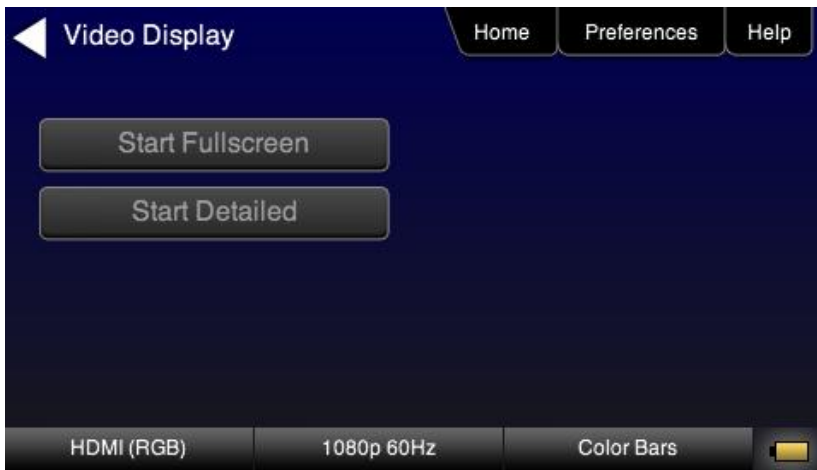 Video Display
Home
Preferences
Help
Start Fullscreen
Start Detailed
HDMI (RGB)
1080p 60Hz
Color Bars